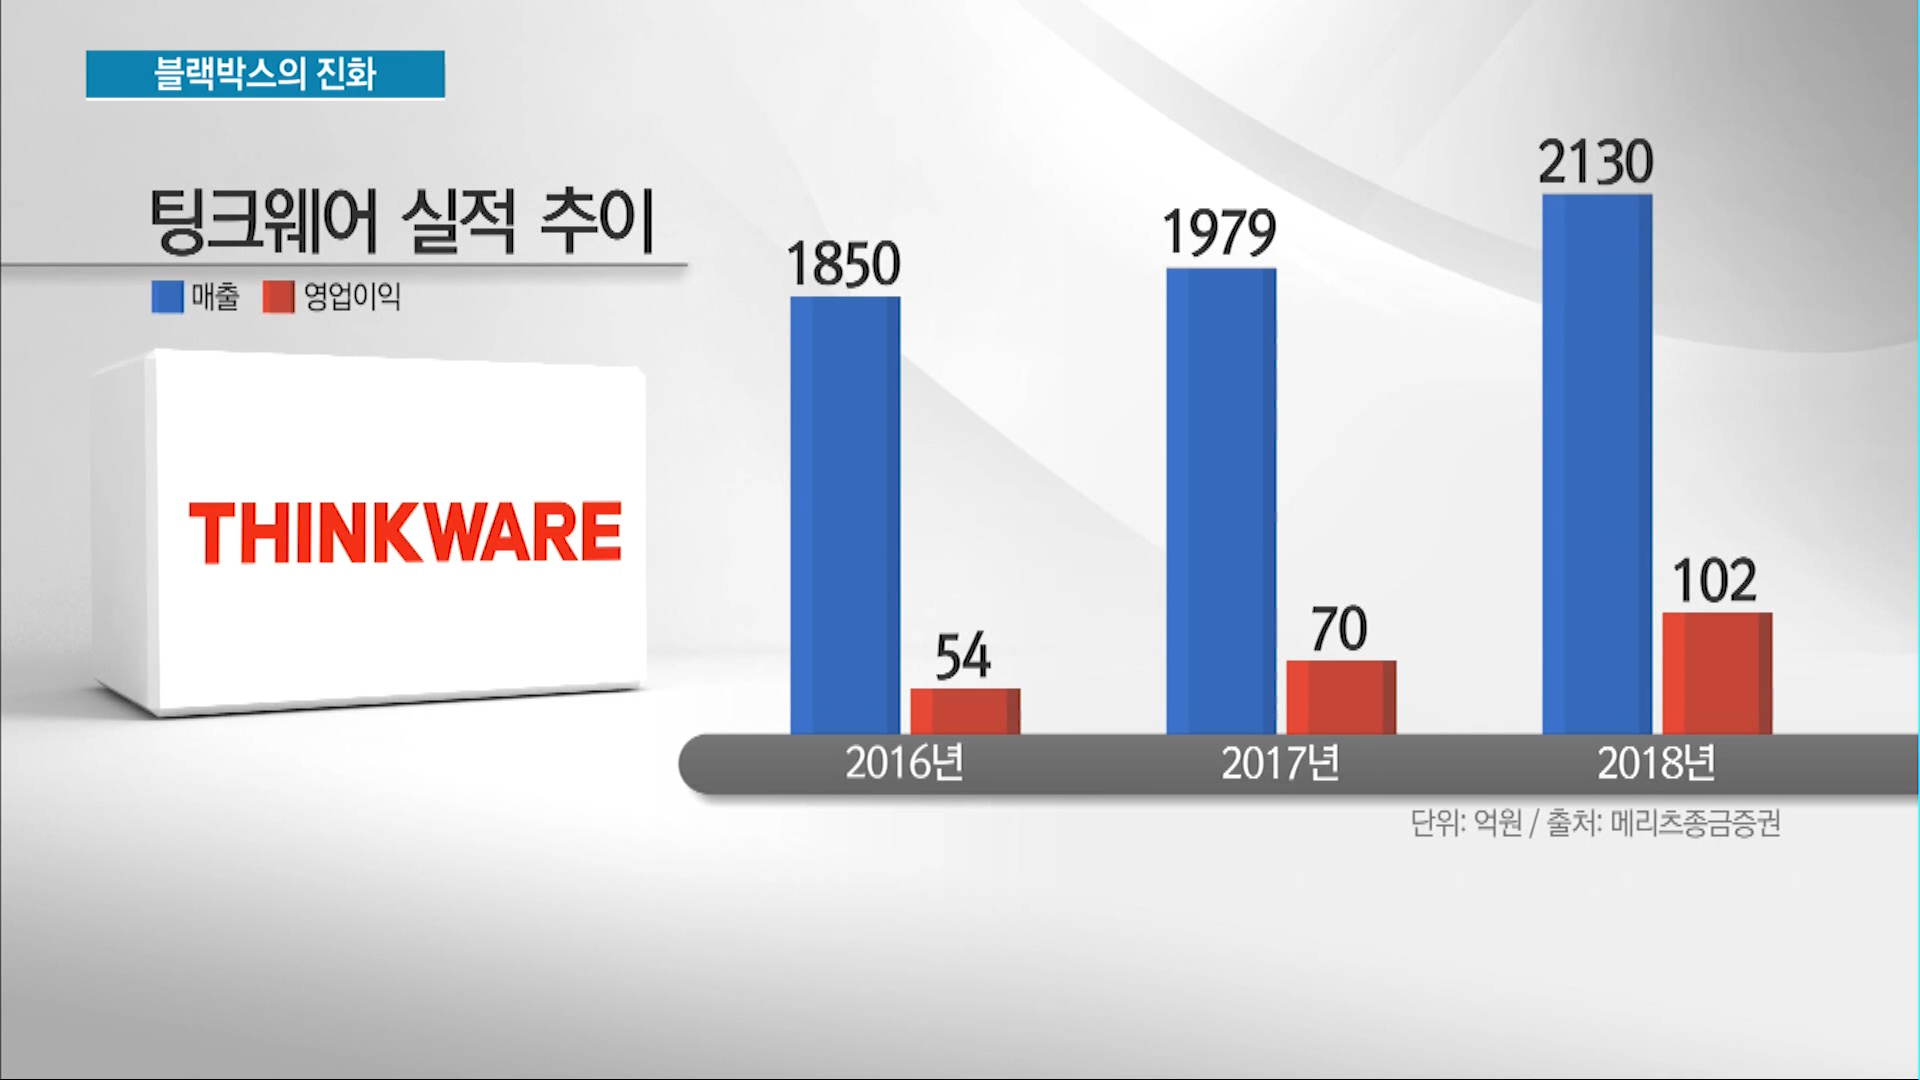 블랙박스의 진화
팅크웨어 실적 추이
매출 영업이익
THINKWARE
1850 1979 2130
54 70 102
2016년 2017년 2018년
단위: 억원 / 출처: 메리츠종금증권